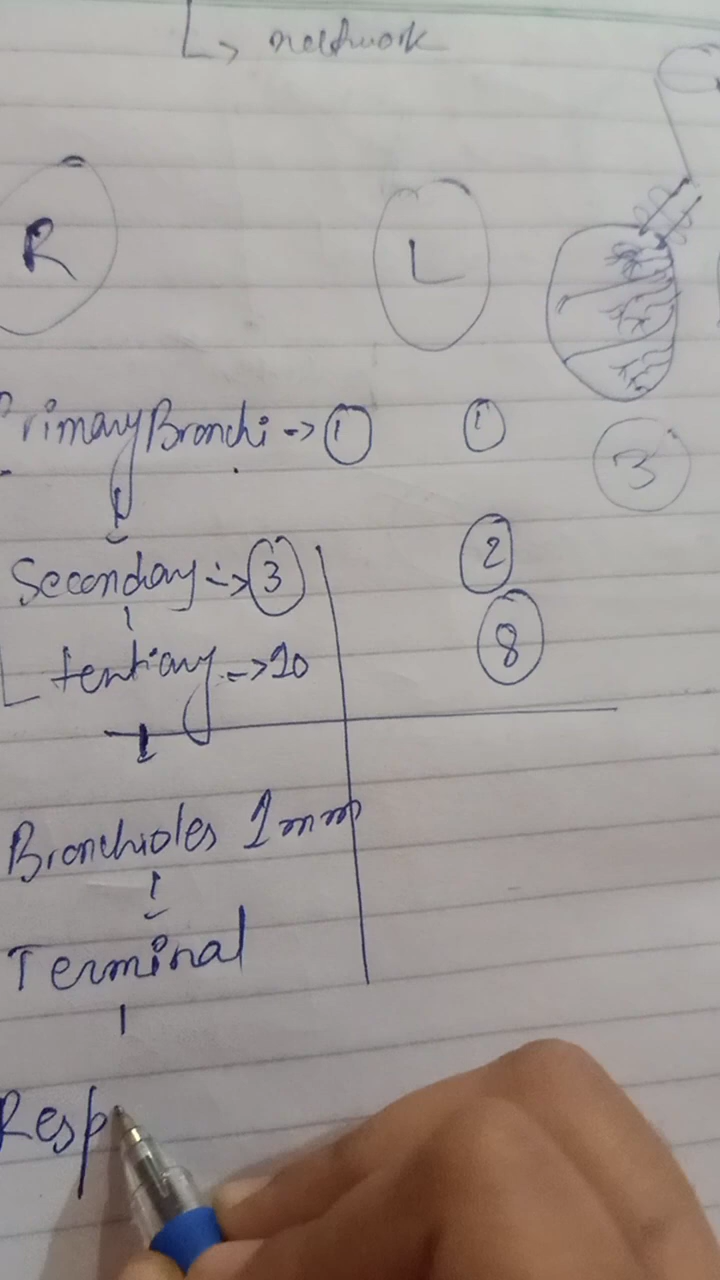 ↳ network
R L
Primary Bronchi -> 1 1
3
Secondary -> 3 2
tertiary -> 10 8
Bronchioles 1mm
Terminal
Resp